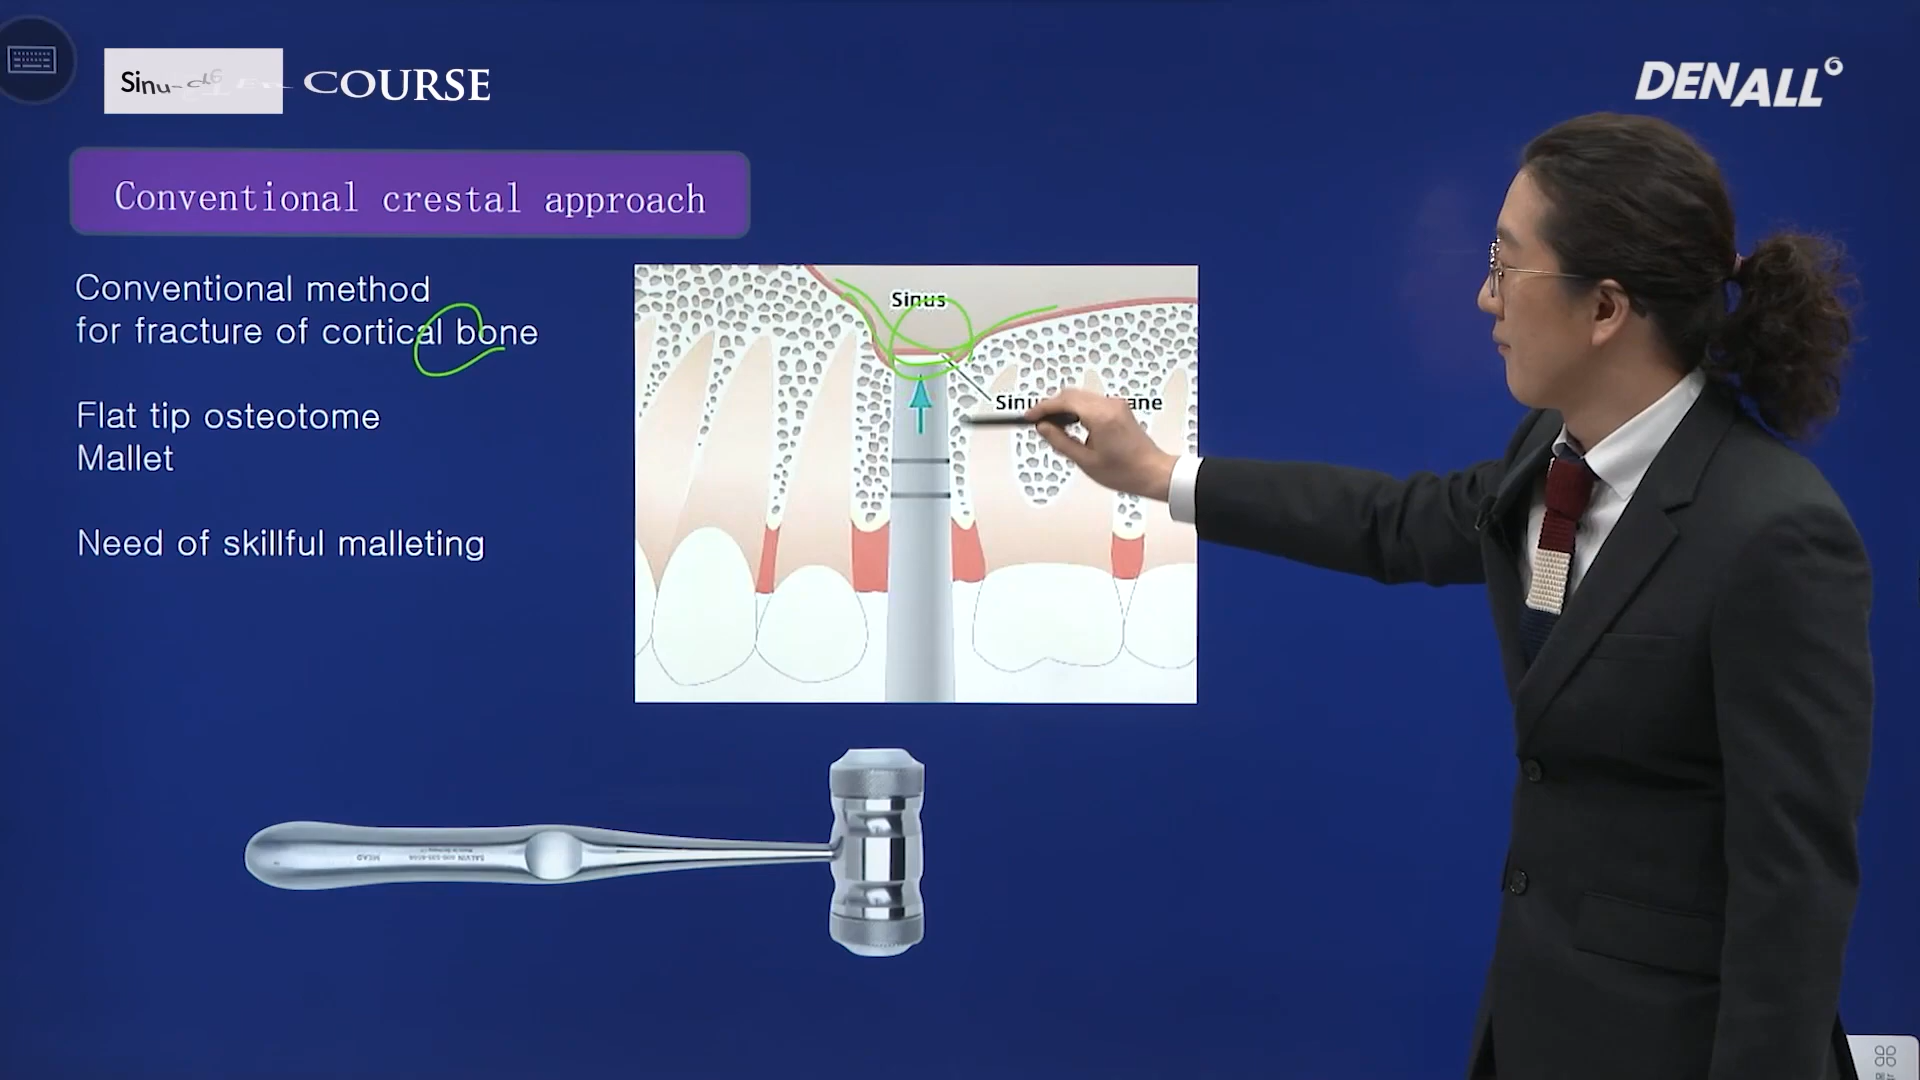 COURSE
DENALL
Conventional crestal approach
Conventional method
for fracture of cortical bone
Flat tip osteotome
Mallet
Need of skillful malleting
Sinus